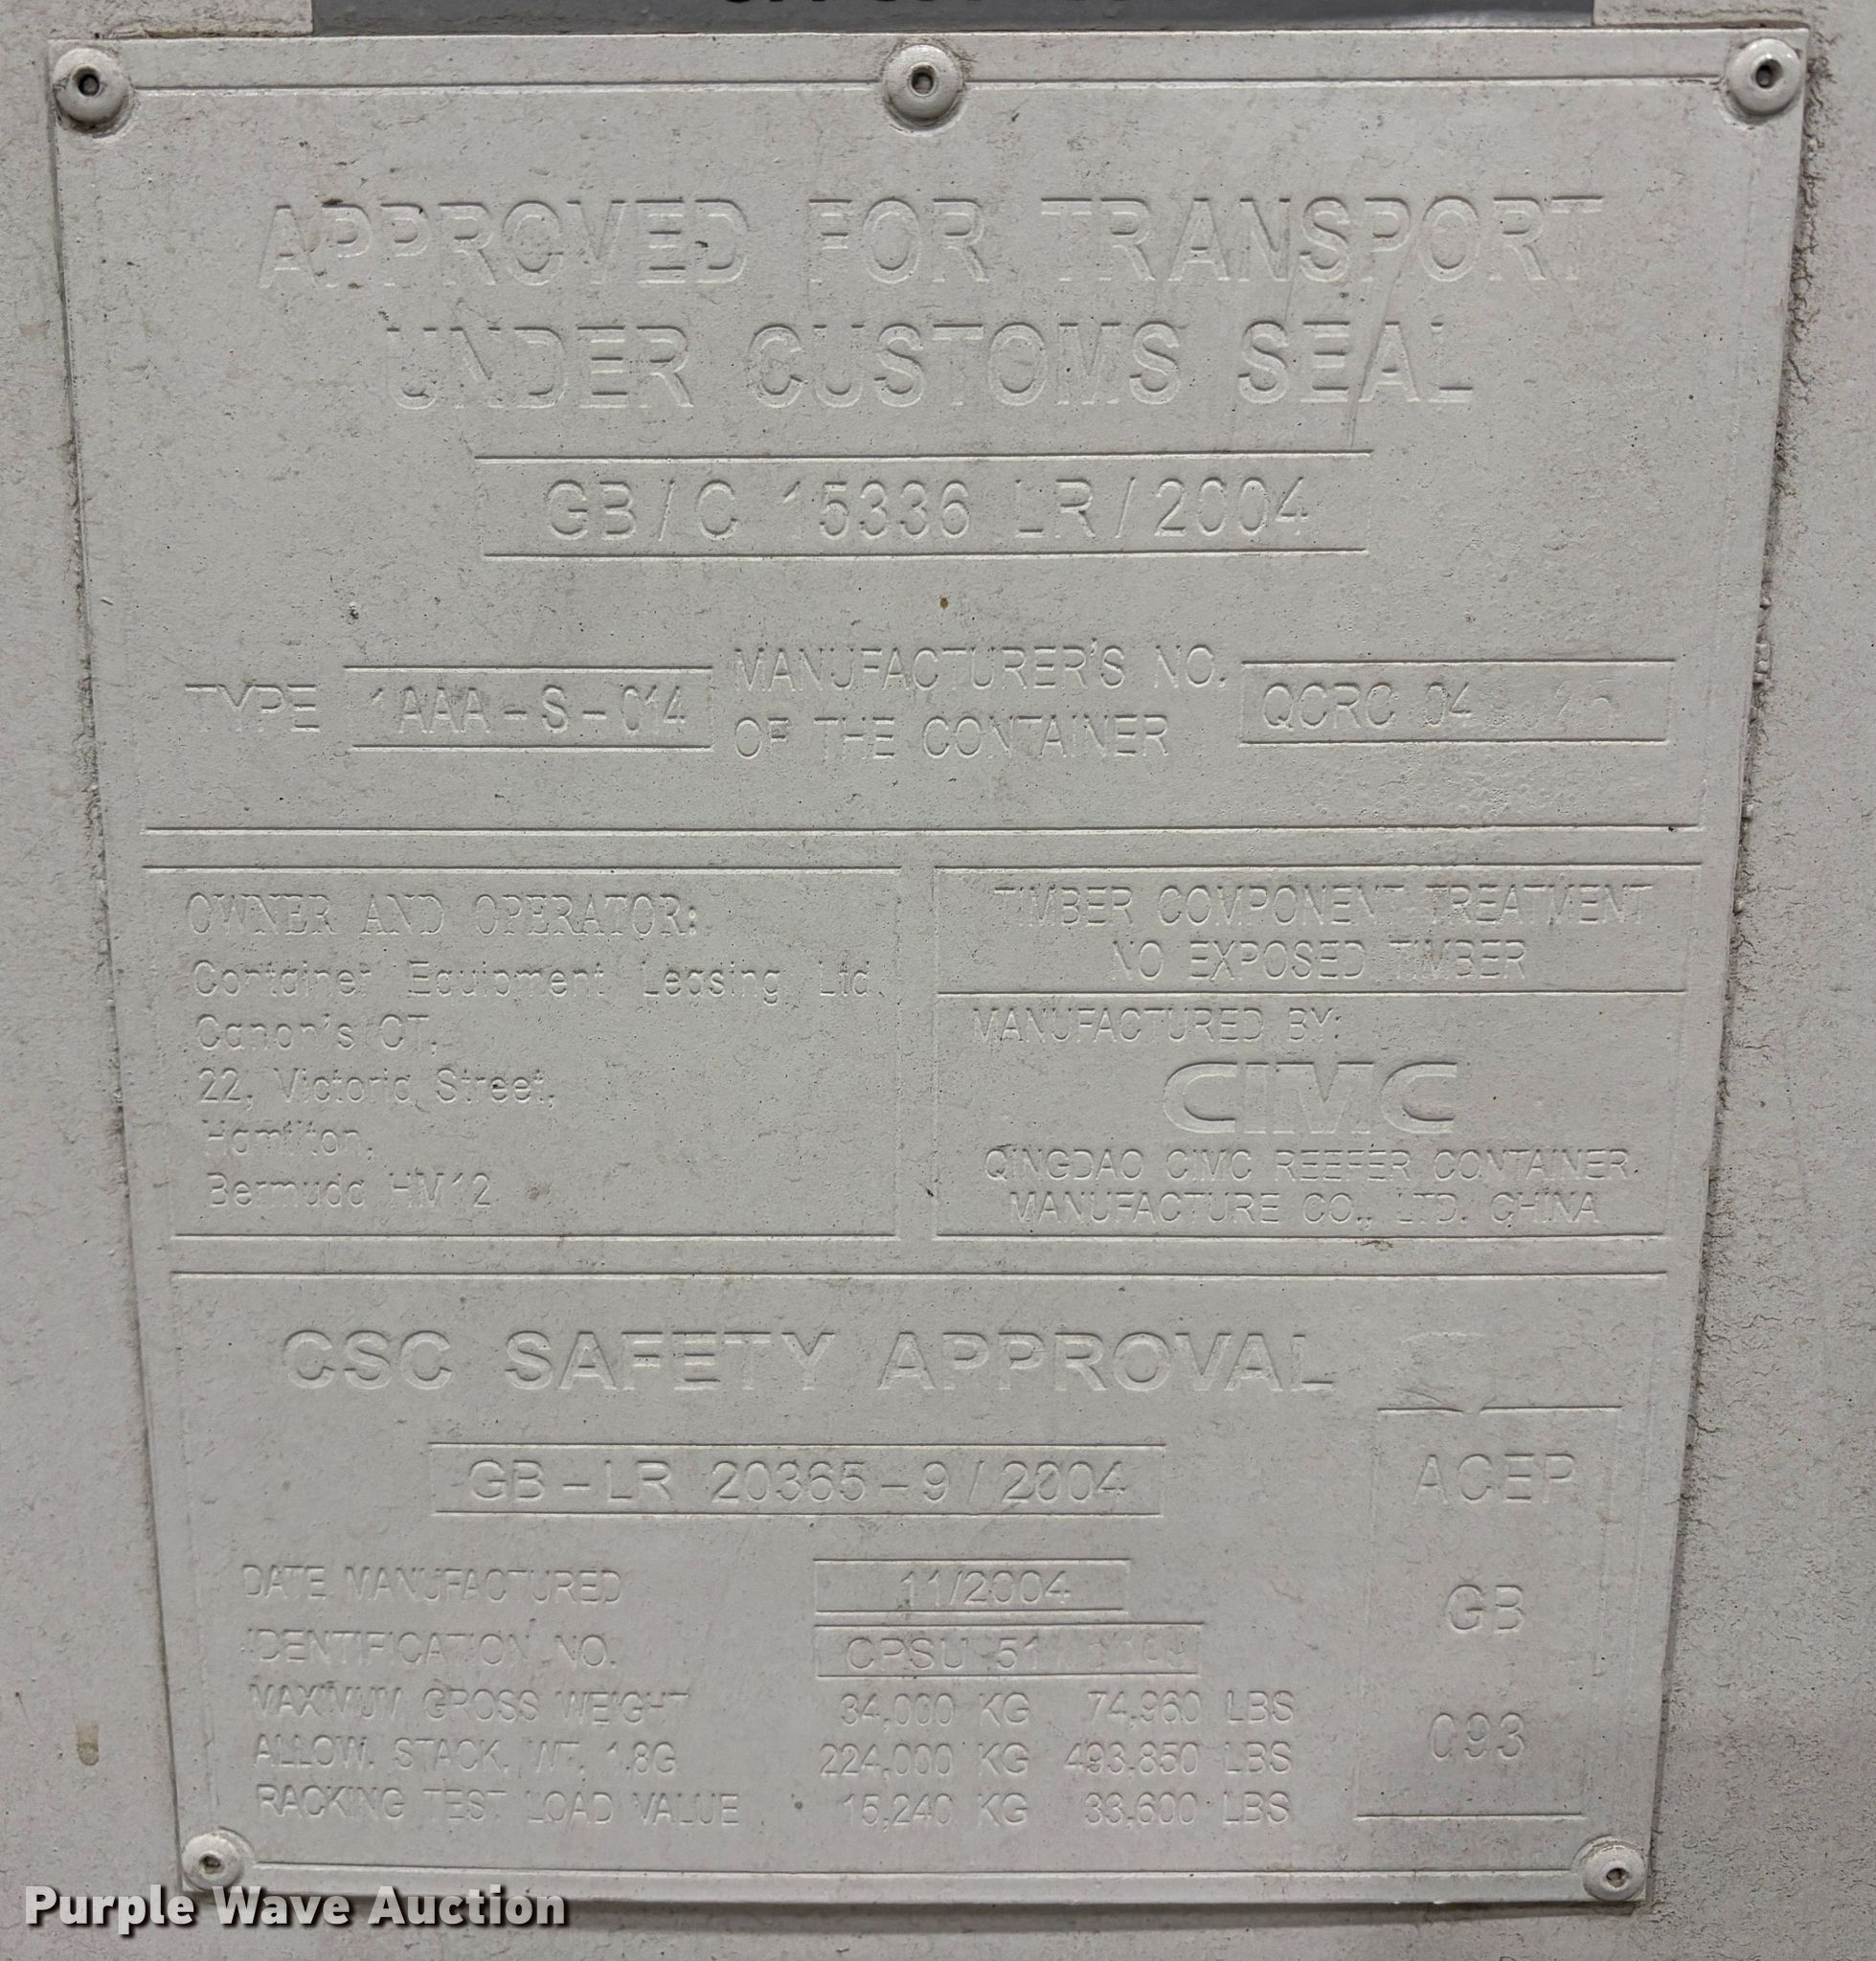 APPROVED FOR TRANSPORT
UNDER CUSTOMS SEAL
GB/C 15336 LR/2004
TYPE 1AAA-S-014 MANUFACTURER'S NO. OF THE CONTAINER QCRC 04
OWNER AND OPERATOR:
Container Equipment Leasing Ltd.
Canon's CT,
22, Victoria Street,
Hamilton,
Bermuda HM12
TIMBER COMPONENT TREATMENT
NO EXPOSED TIMBER
MANUFACTURED BY:
CIMC
QINGDAO CIMC REEFER CONTAINER
MANUFACTURE CO., LTD. CHINA
CSC SAFETY APPROVAL
GB-LR 20365-9/2004
DATE MANUFACTURED 11/2004
IDENTIFICATION NO. CPSU 51
MAXIMUM GROSS WEIGHT 34,000 KG 74,960 LBS
ALLOW. STACK. WT. 1.8G 224,000 KG 493,850 LBS
RACKING TEST LOAD VALUE 15,240 KG 33,600 LBS
ACEP
GB
093
Purple Wave Auction